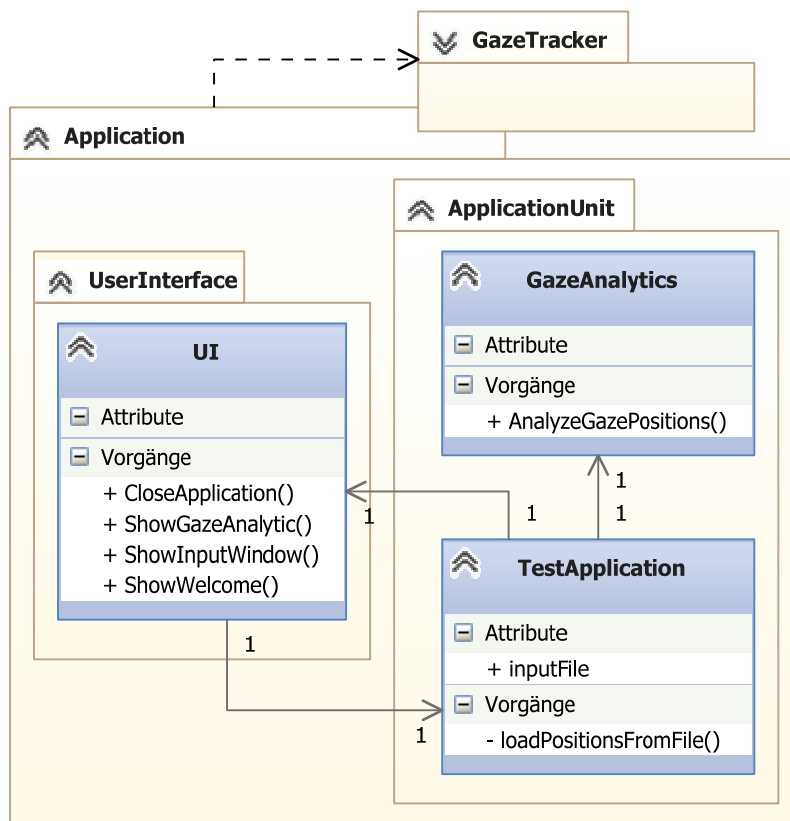 GazeTracker
Application
ApplicationUnit
UserInterface
GazeAnalytics
Attribute
Vorgänge
+ AnalyzeGazePositions()
UI
Attribute
Vorgänge
+ CloseApplication()
+ ShowGazeAnalytic()
+ ShowInputWindow()
+ ShowWelcome()
1
1
1
1
TestApplication
Attribute
+ inputFile
Vorgänge
- loadPositionsFromFile()
1
1